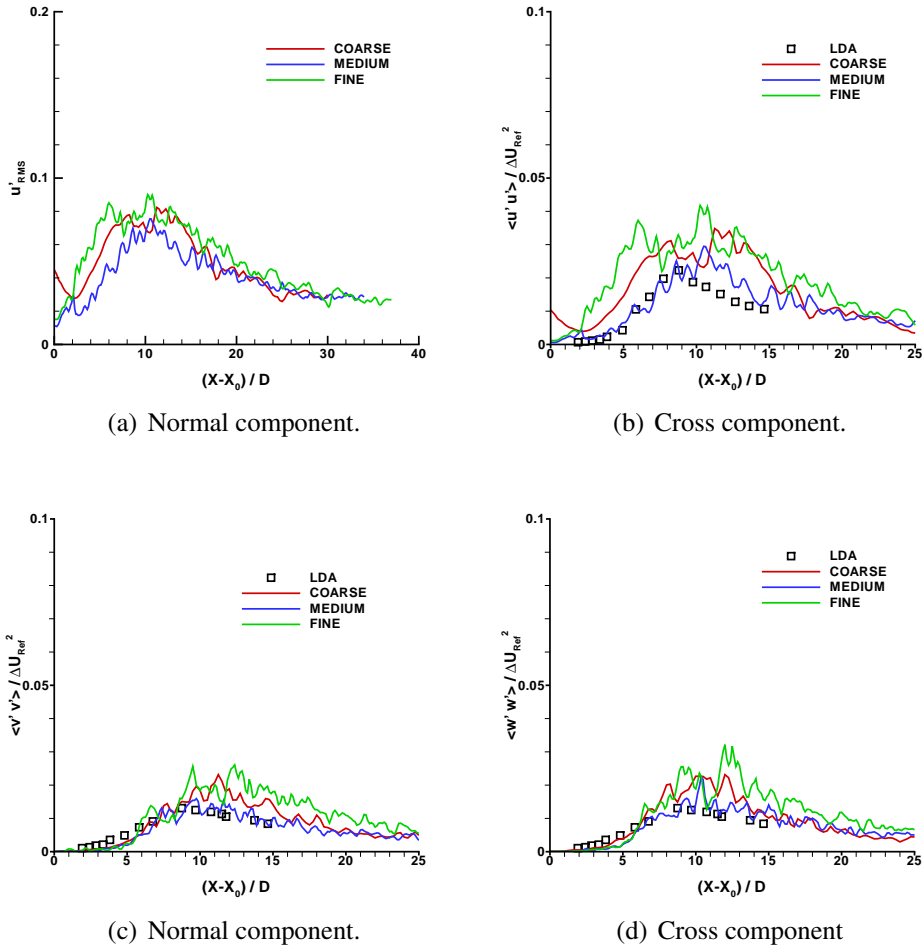 0.2
COARSE
MEDIUM
FINE
0.1
u'RMS
0
0 10 20 30 40
(X-X0) / D
(a) Normal component.
0.1
LDA
COARSE
MEDIUM
FINE
0.05
<u' u'> / ΔURef²
0
0 5 10 15 20 25
(X-X0) / D
(b) Cross component.
0.1
LDA
COARSE
MEDIUM
FINE
0.05
<v' v'> / ΔURef²
0
0 5 10 15 20 25
(X-X0) / D
(c) Normal component.
0.1
LDA
COARSE
MEDIUM
FINE
0.05
<w' w'> / ΔURef²
0
0 5 10 15 20 25
(X-X0) / D
(d) Cross component